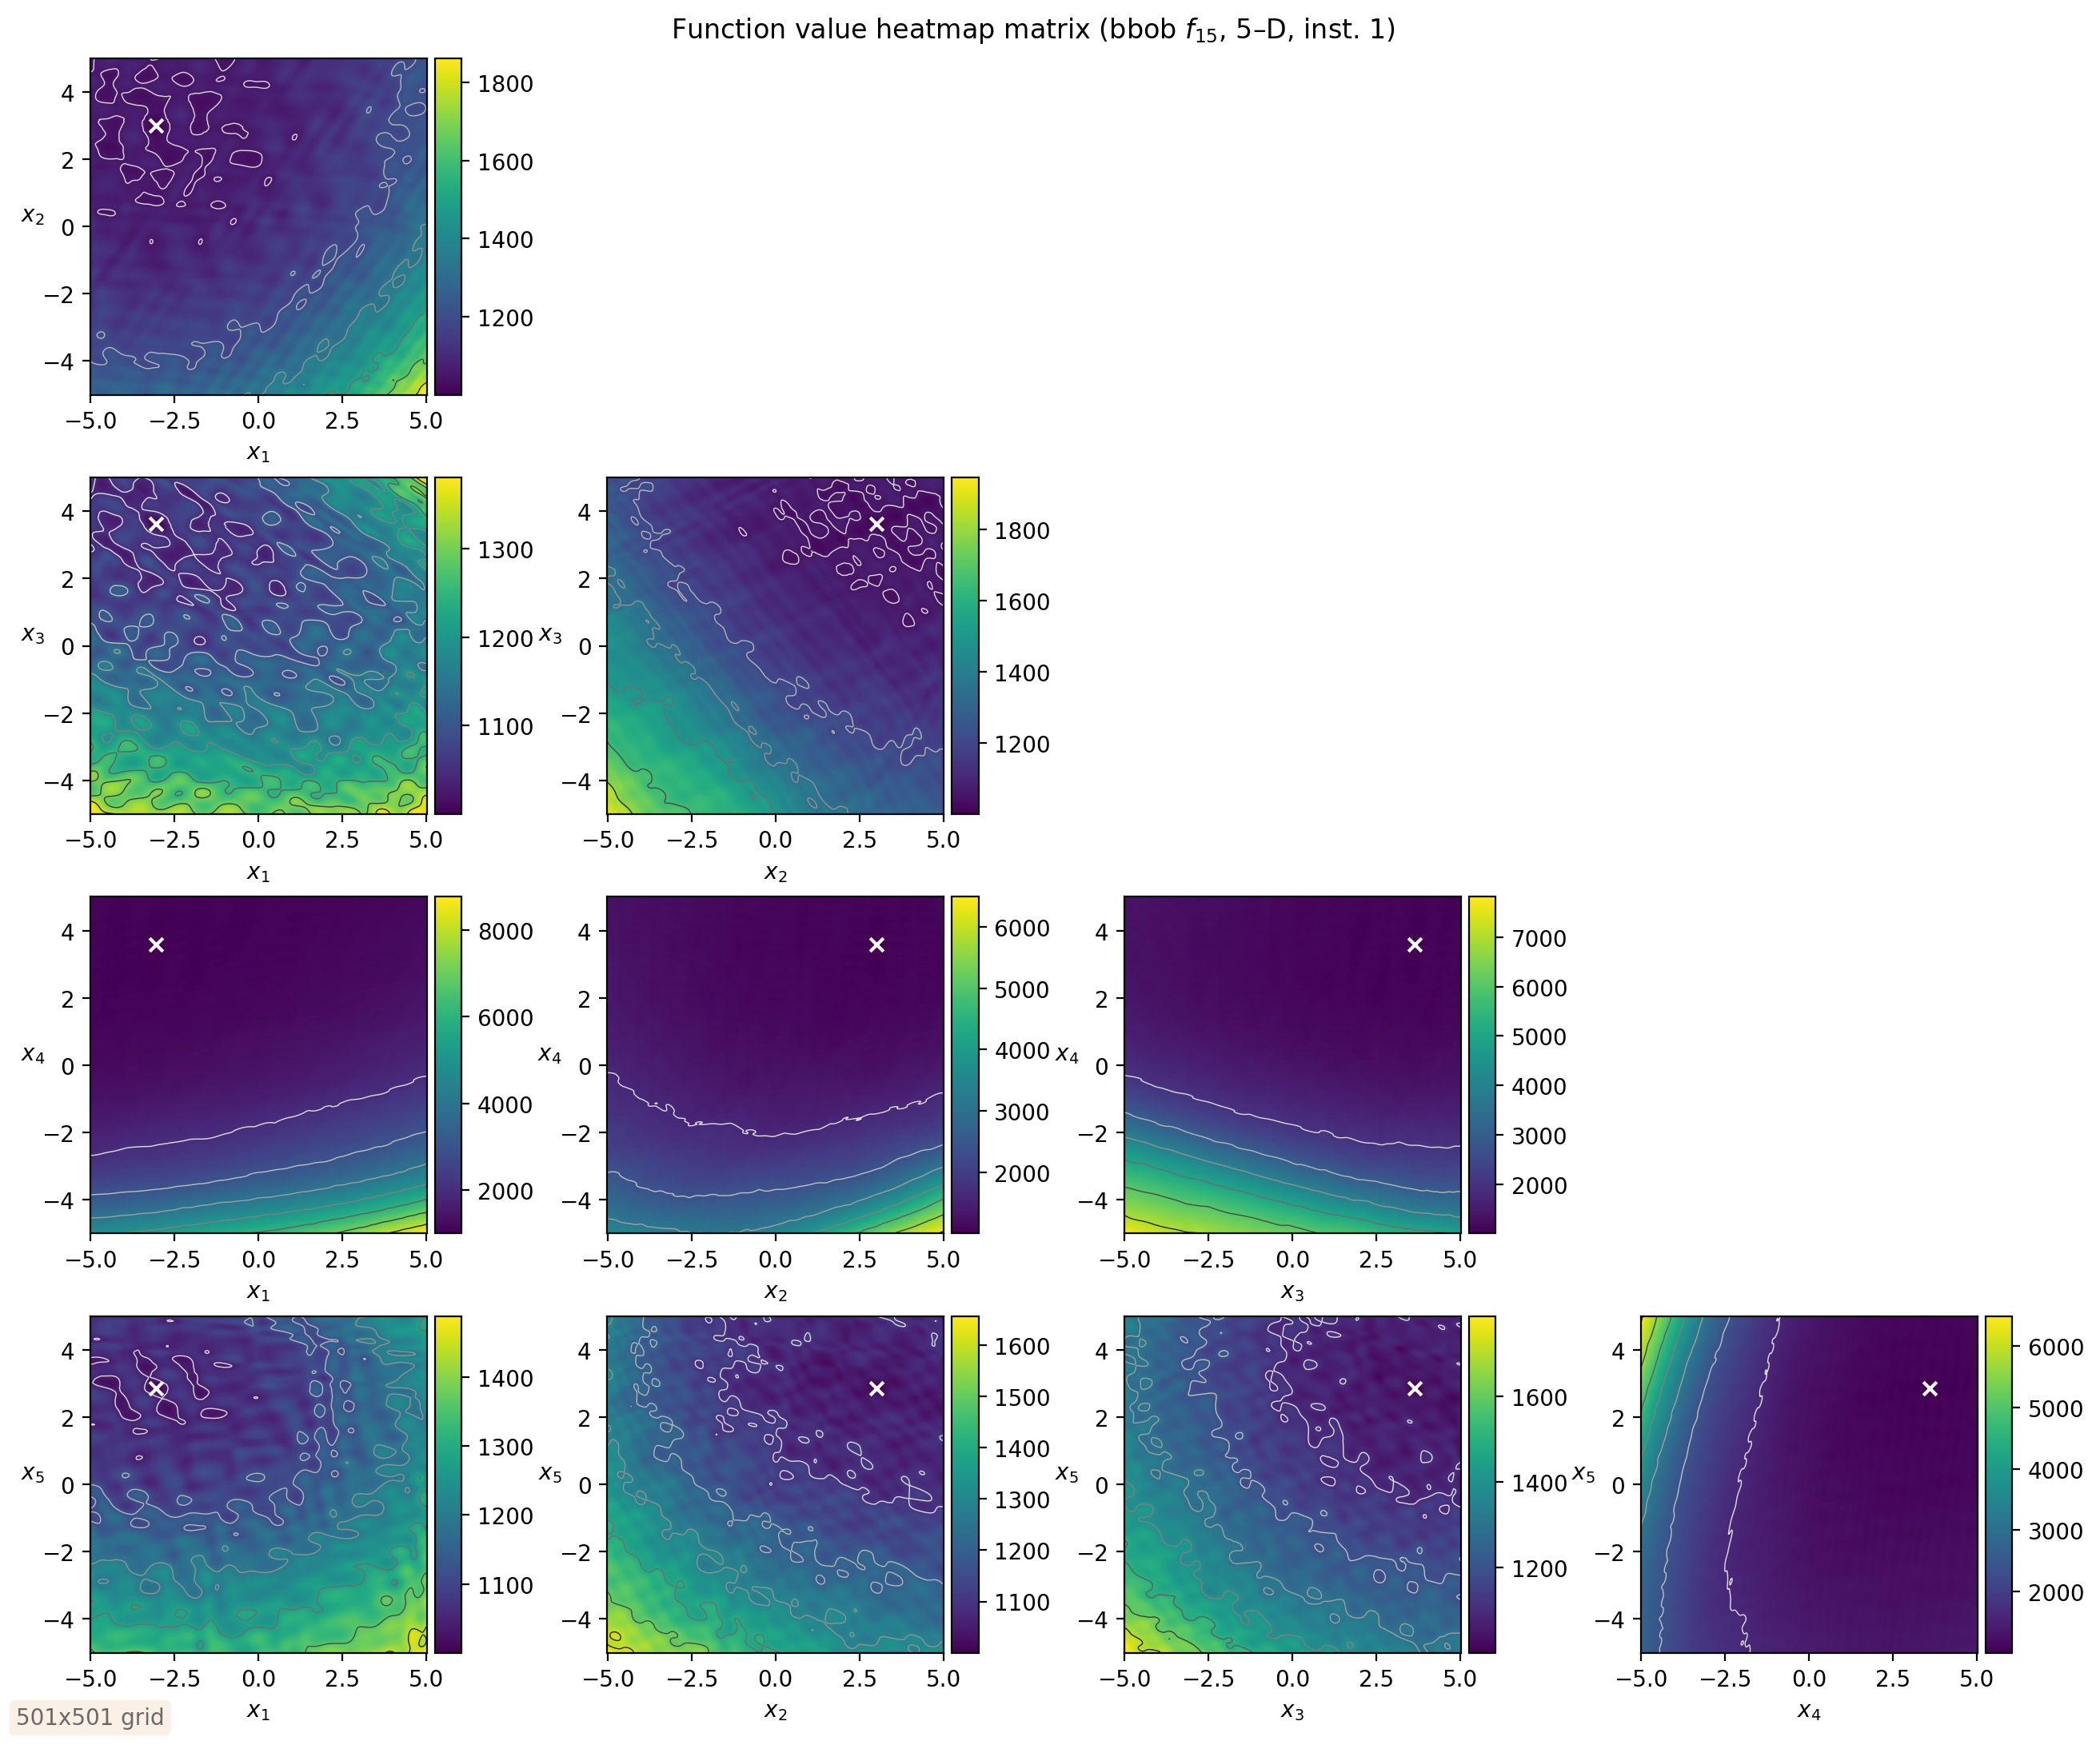 Function value heatmap matrix (bbob f15, 5–D, inst. 1)
4
2
0
−2
−4
x2
−5.0 −2.5 0.0 2.5 5.0
x1
1800
1600
1400
1200
4
2
0
−2
−4
x3
−5.0 −2.5 0.0 2.5 5.0
x1
1300
1200
1100
4
2
0
−2
−4
x3
−5.0 −2.5 0.0 2.5 5.0
x2
1800
1600
1400
1200
4
2
0
−2
−4
x4
−5.0 −2.5 0.0 2.5 5.0
x1
8000
6000
4000
2000
4
2
0
−2
−4
x4
−5.0 −2.5 0.0 2.5 5.0
x2
6000
5000
4000
3000
2000
4
2
0
−2
−4
x4
−5.0 −2.5 0.0 2.5 5.0
x3
7000
6000
5000
4000
3000
2000
4
2
0
−2
−4
x5
−5.0 −2.5 0.0 2.5 5.0
x1
1400
1300
1200
1100
4
2
0
−2
−4
x5
−5.0 −2.5 0.0 2.5 5.0
x2
1600
1500
1400
1300
1200
1100
4
2
0
−2
−4
x5
−5.0 −2.5 0.0 2.5 5.0
x3
1600
1400
1200
4
2
0
−2
−4
x5
−5.0 −2.5 0.0 2.5 5.0
x4
6000
5000
4000
3000
2000
501x501 grid